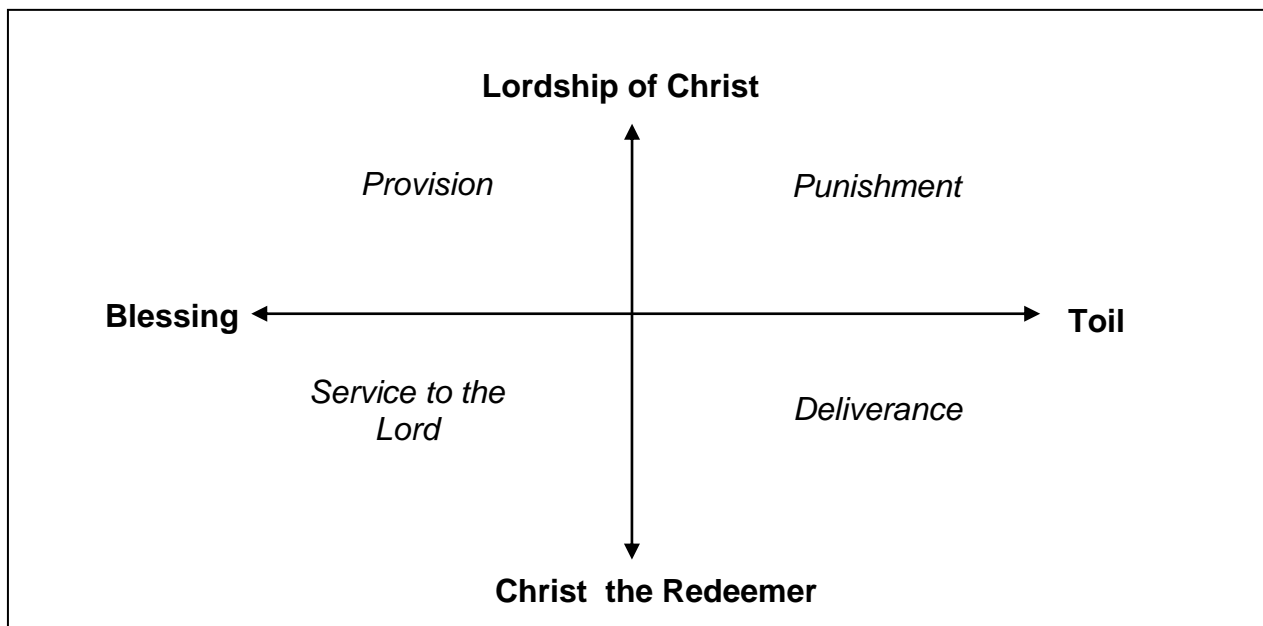 Lordship of Christ
Provision
Punishment
Blessing
Toil
Service to the
Lord
Deliverance
Christ the Redeemer